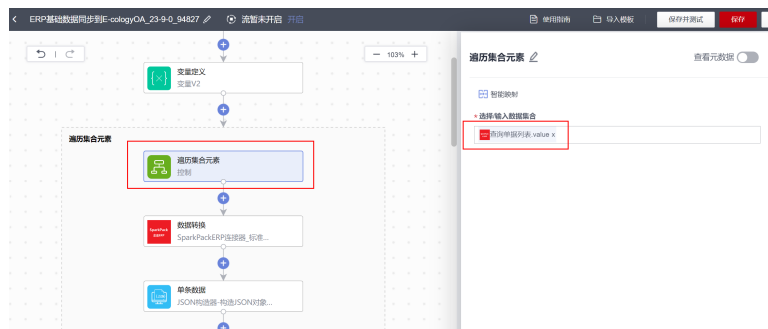 ERP基础数据同步到E-cologyOA_23-9-0_94827 流暂未开启 开启 使用指南 导入模板 保存并测试 保存
103%
变量定义
变量V2
遍历集合元素
遍历集合元素
控制
数据转换
SparkPackERP连接器_标准...
单条数据
JSON构造器-构造JSON对象...
遍历集合元素 查看元数据
智能映射
* 选择/输入数据集合
查询单据列表.value x